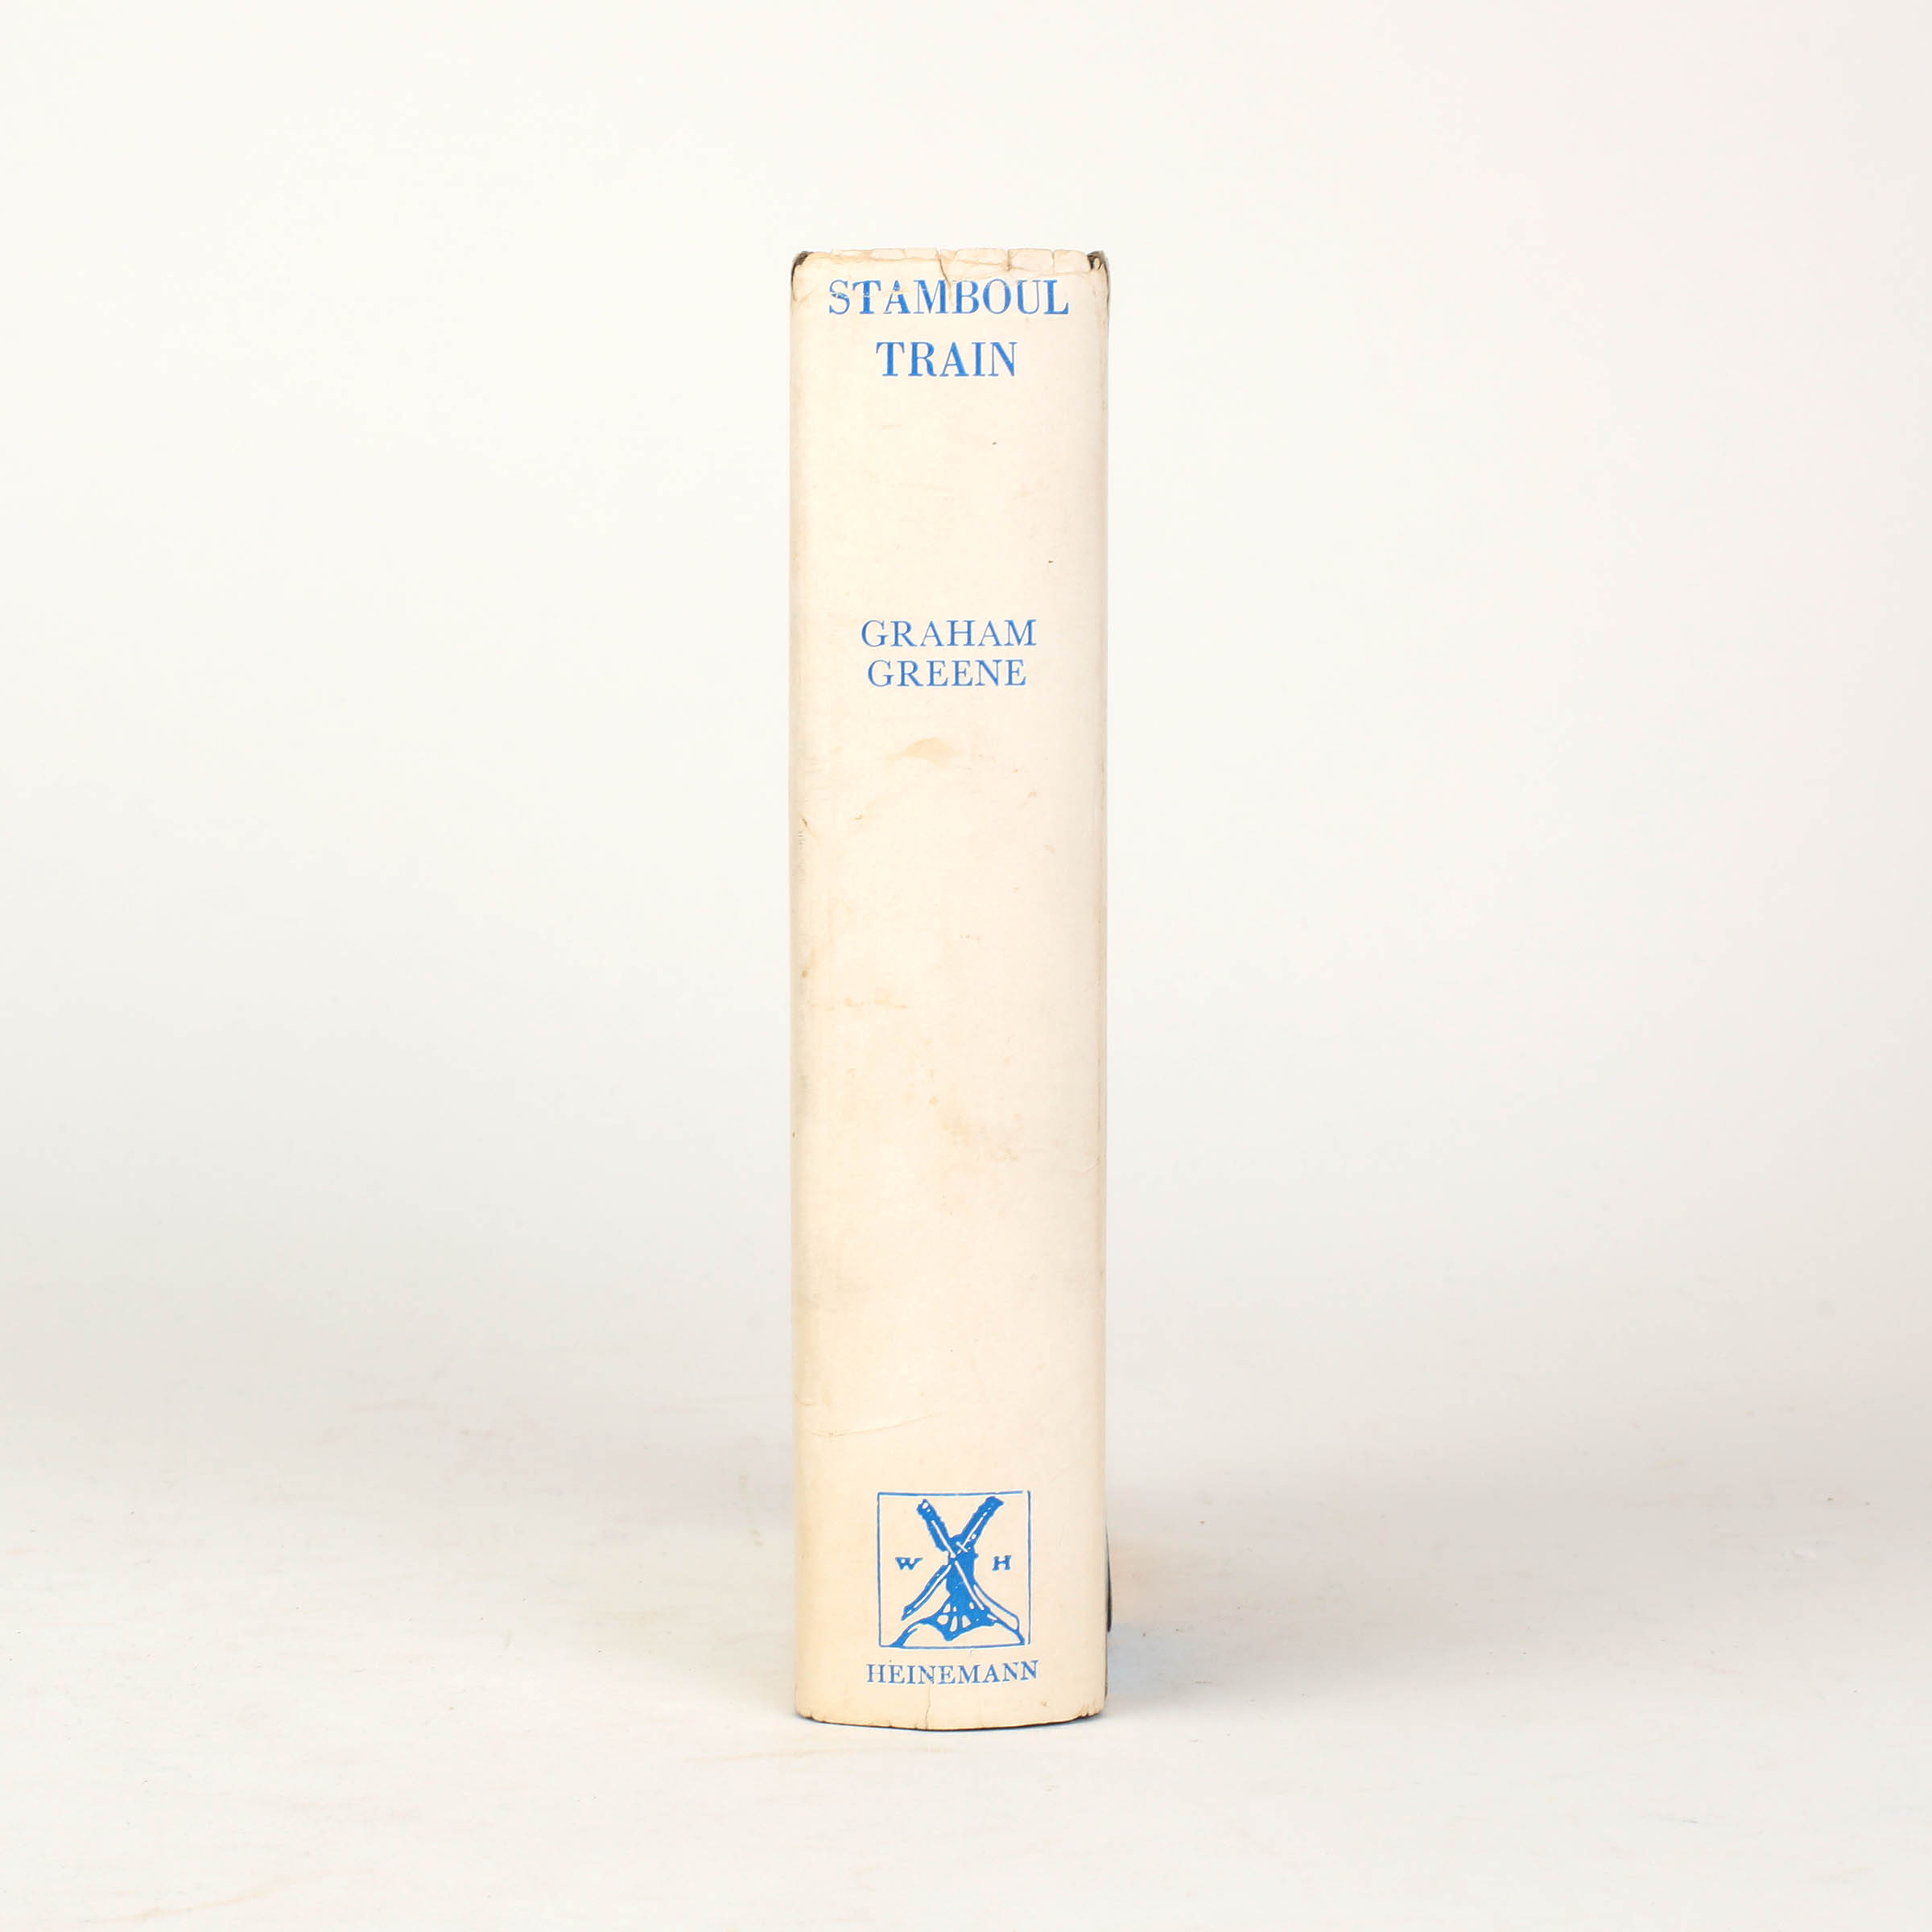 STAMBOUL
TRAIN
GRAHAM
GREENE
W H
HEINEMANN